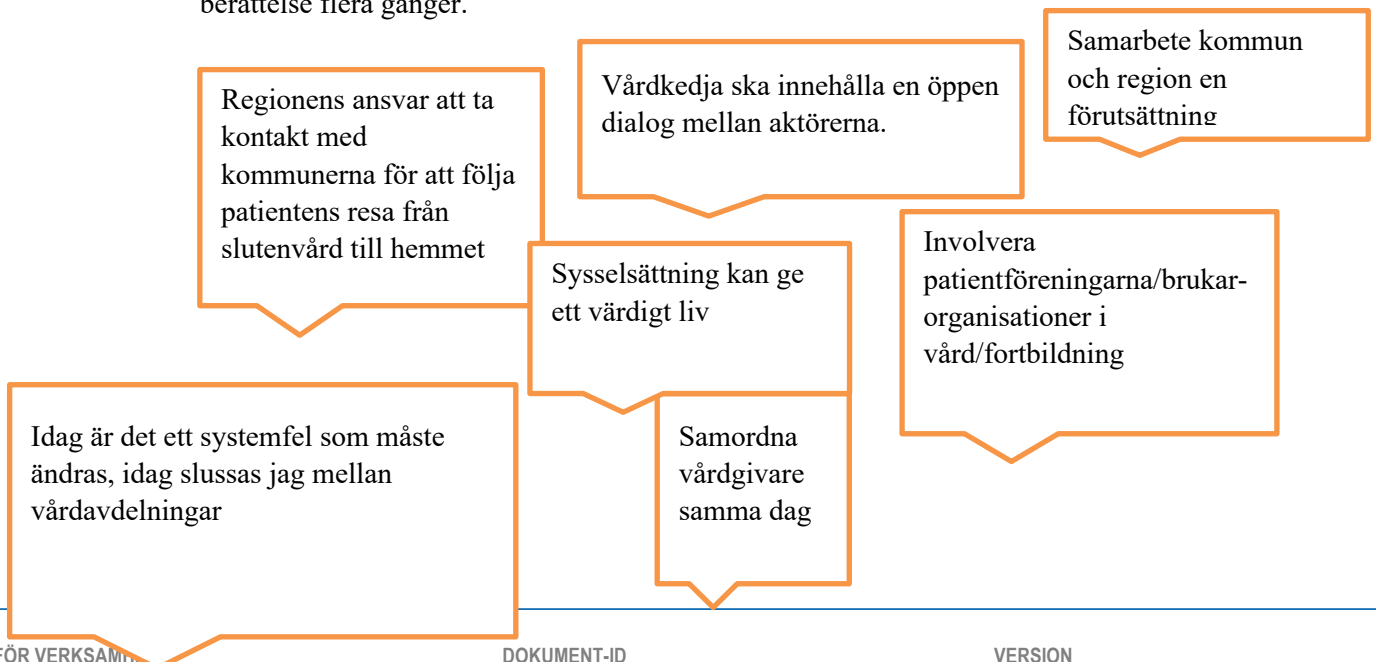 berättelse flera gånger.
Regionens ansvar att ta
kontakt med
kommunerna för att följa
patientens resa från
slutenvård till hemmet
Vårdkedja ska innehålla en öppen
dialog mellan aktörerna.
Samarbete kommun
och region en
förutsättning
Sysselsättning kan ge
ett värdigt liv
Involvera
patientföreningarna/brukar-
organisationer i
vård/fortbildning
Idag är det ett systemfel som måste
ändras, idag slussas jag mellan
vårdavdelningar
Samordna
vårdgivare
samma dag
FÖR DOKUMENT-ID VERSION